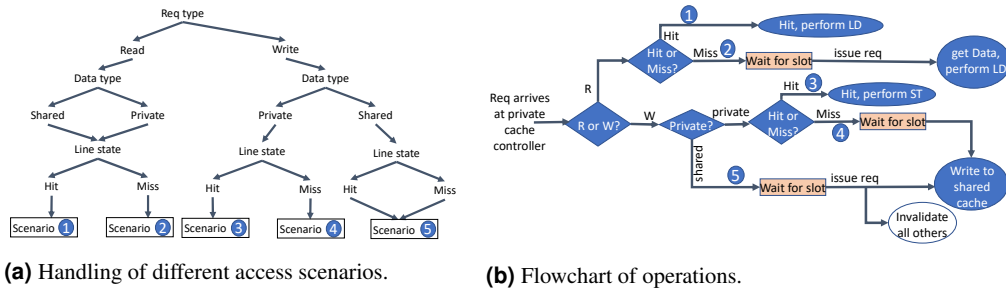 Req type
Read
Write
Data type
Data type
Shared
Private
Private
Shared
Line state
Line state
Line state
Hit
Miss
Hit
Miss
Hit
Miss
Scenario 1
Scenario 2
Scenario 3
Scenario 4
Scenario 5
(a) Handling of different access scenarios.
Req arrives
at private
cache
controller
R or W?
R
W
Hit or
Miss?
Hit
1
Hit, perform LD
Miss
2
Wait for slot
issue req
get Data,
perform LD
Private?
private
Hit or
Miss?
Hit
3
Hit, perform ST
Miss
4
Wait for slot
shared
5
Wait for slot
issue req
Write to
shared
cache
Invalidate
all others
(b) Flowchart of operations.